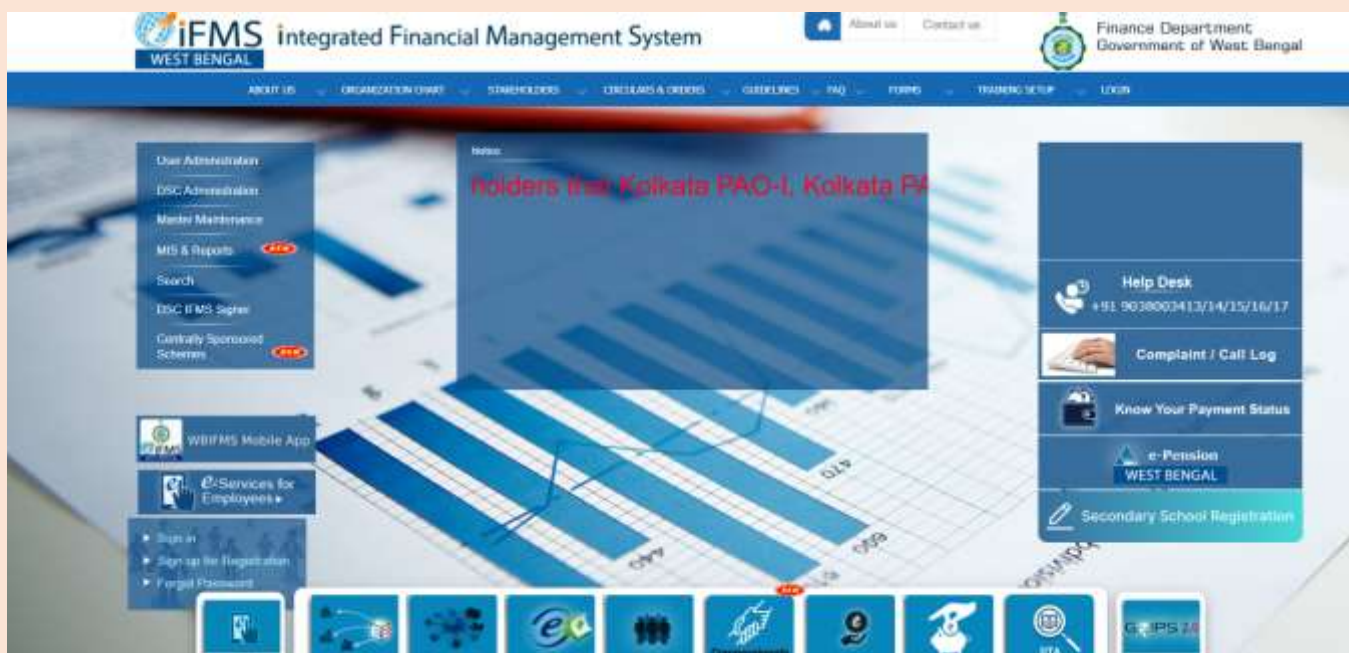 iFMS
WEST BENGAL
Integrated Financial Management System
About us
Contact us
Finance Department
Government of West Bengal
ABOUT US
ORGANIZATION CHART
STAKEHOLDERS
CIRCULARS & ORDERS
GUIDELINES
FAQ
FORMS
TRAINING SETUP
LOGIN
User Administration
DSC Administration
Master Maintenance
MIS & Reports
Search
DSC IFMS Signer
Centrally Sponsored
Schemes
WBIFMS Mobile App
e-Services for
Employees
Sign in
Sign up for Registration
Forgot Password
Notice
holders that Kolkata PAO-I, Kolkata PA
Help Desk
+91 9038003413/14/15/16/17
Complaint / Call Log
Know Your Payment Status
e-Pension
WEST BENGAL
Secondary School Registration
470
440
600